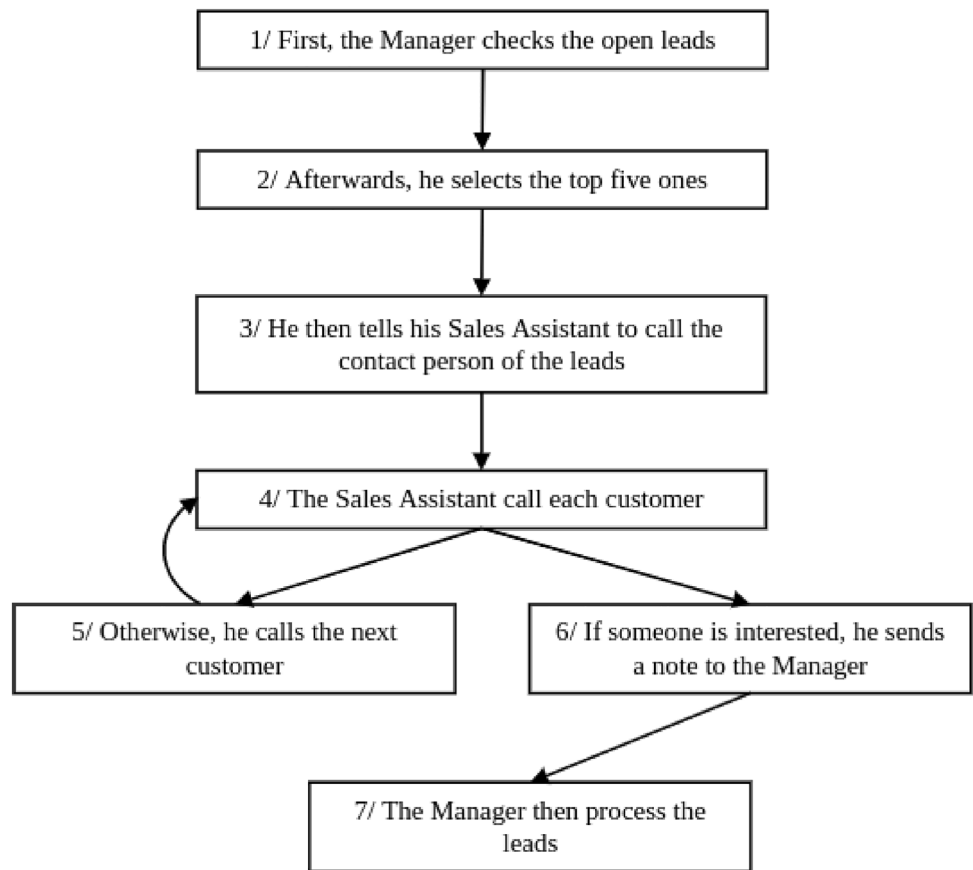 1/ First, the Manager checks the open leads
2/ Afterwards, he selects the top five ones
3/ He then tells his Sales Assistant to call the
contact person of the leads
4/ The Sales Assistant call each customer
5/ Otherwise, he calls the next
customer
6/ If someone is interested, he sends
a note to the Manager
7/ The Manager then process the
leads